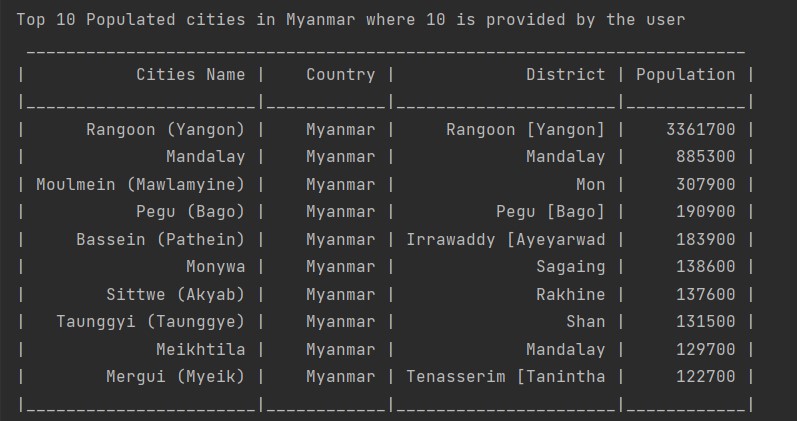 Top 10 Populated cities in Myanmar where 10 is provided by the user
| Cities Name | Country | District | Population |
| Rangoon (Yangon) | Myanmar | Rangoon [Yangon] | 3361700 |
| Mandalay | Myanmar | Mandalay | 885300 |
| Moulmein (Mawlamyine) | Myanmar | Mon | 307900 |
| Pegu (Bago) | Myanmar | Pegu [Bago] | 190900 |
| Bassein (Pathein) | Myanmar | Irrawaddy [Ayeyarwad | 183900 |
| Monywa | Myanmar | Sagaing | 138600 |
| Sittwe (Akyab) | Myanmar | Rakhine | 137600 |
| Taunggyi (Taunggye) | Myanmar | Shan | 131500 |
| Meikhtila | Myanmar | Mandalay | 129700 |
| Mergui (Myeik) | Myanmar | Tenasserim [Tanintha | 122700 |